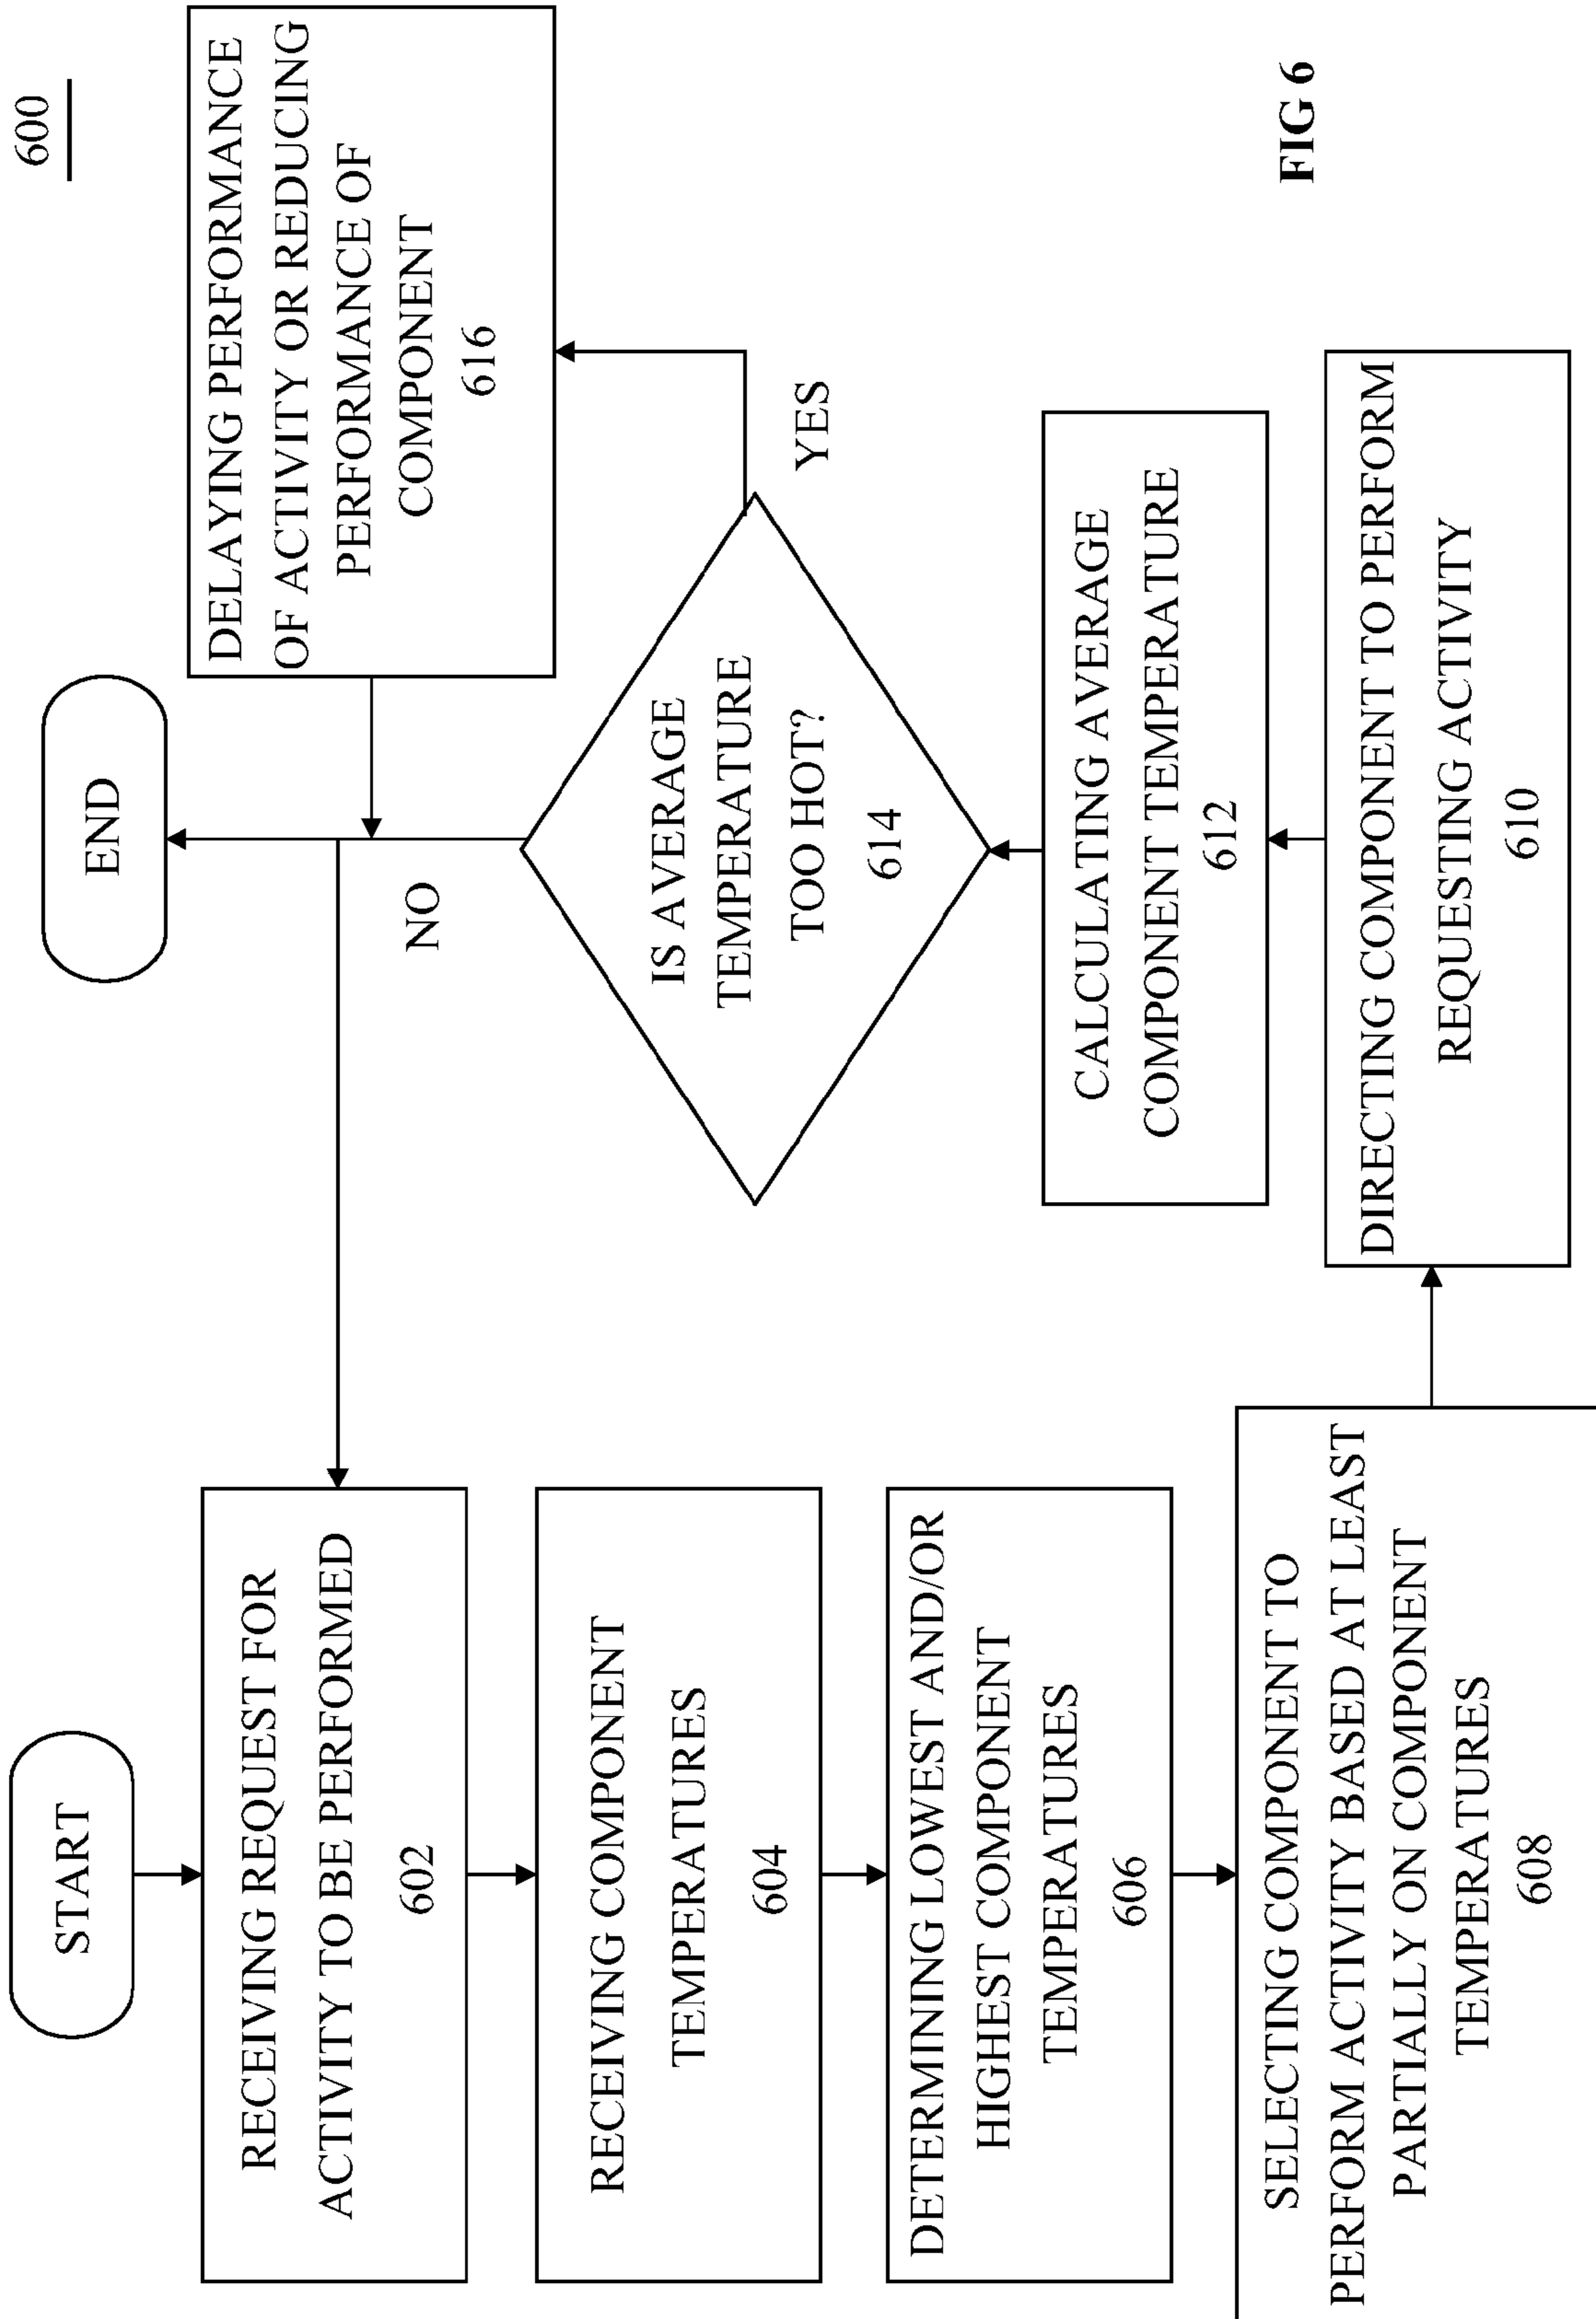 600
START
RECEIVING REQUEST FOR
ACTIVITY TO BE PERFORMED
602
RECEIVING COMPONENT
TEMPERATURES
604
DETERMINING LOWEST AND/OR
HIGHEST COMPONENT
TEMPERATURES
606
SELECTING COMPONENT TO
PERFORM ACTIVITY BASED AT LEAST
PARTIALLY ON COMPONENT
TEMPERATURES
608
DIRECTING COMPONENT TO PERFORM
REQUESTING ACTIVITY
610
CALCULATING AVERAGE
COMPONENT TEMPERATURE
612
IS AVERAGE
TEMPERATURE
TOO HOT?
614
YES
NO
DELAYING PERFORMANCE
OF ACTIVITY OR REDUCING
PERFORMANCE OF
COMPONENT
616
END
FIG 6